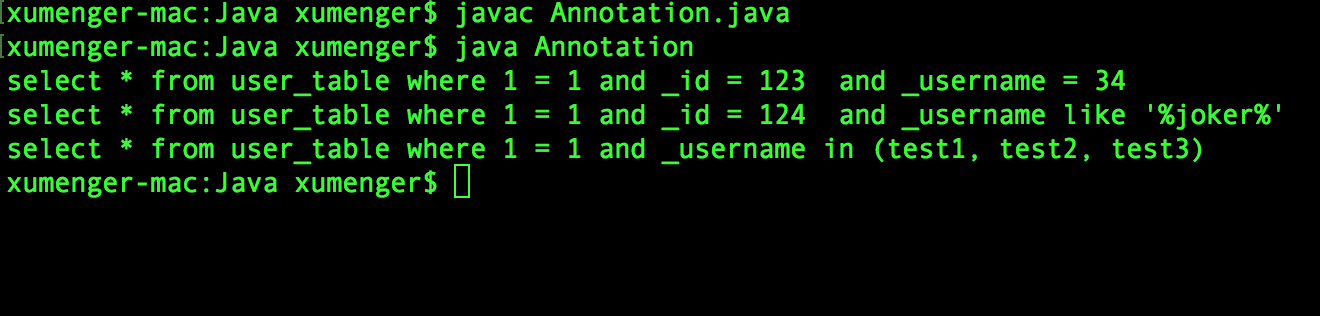 [xumenger-mac:Java xumenger$ javac Annotation.java
[xumenger-mac:Java xumenger$ java Annotation
select * from user_table where 1 = 1 and _id = 123  and _username = 34
select * from user_table where 1 = 1 and _id = 124  and _username like '%joker%'
select * from user_table where 1 = 1 and _username in (test1, test2, test3)
xumenger-mac:Java xumenger$